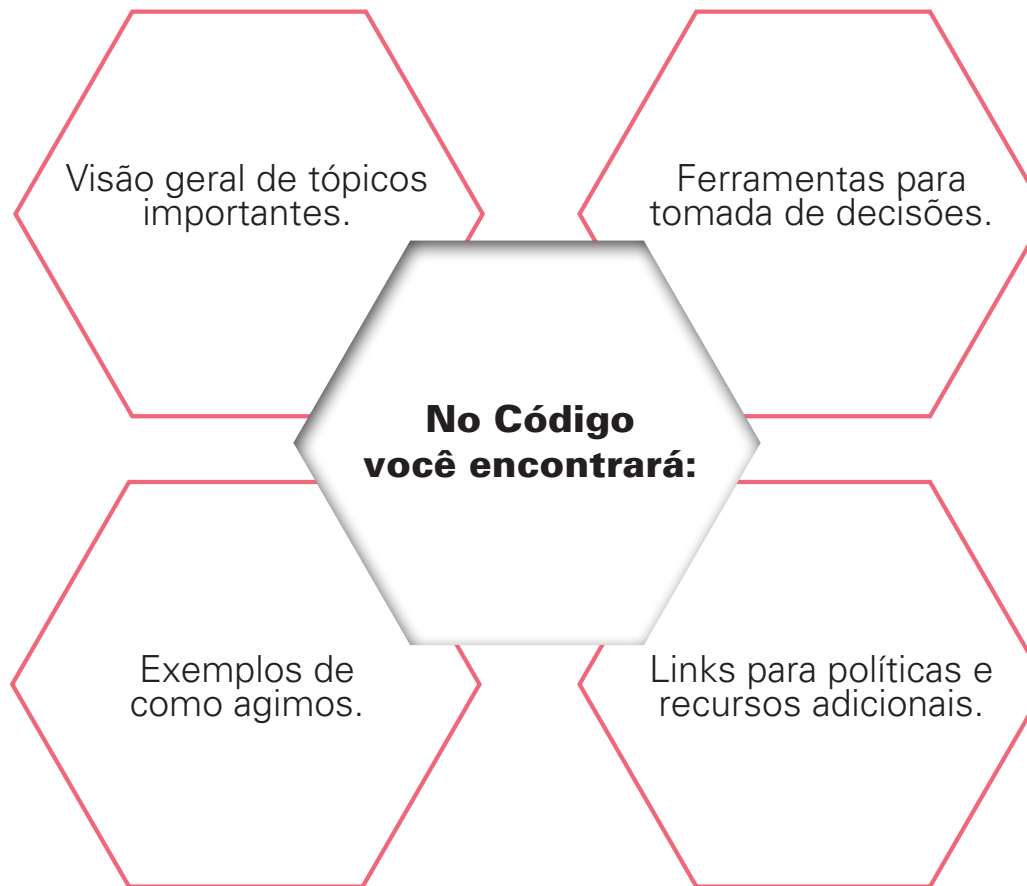 Visão geral de tópicos
importantes.
Ferramentas para
tomada de decisões.
No Código
você encontrará:
Exemplos de
como agimos.
Links para políticas e
recursos adicionais.